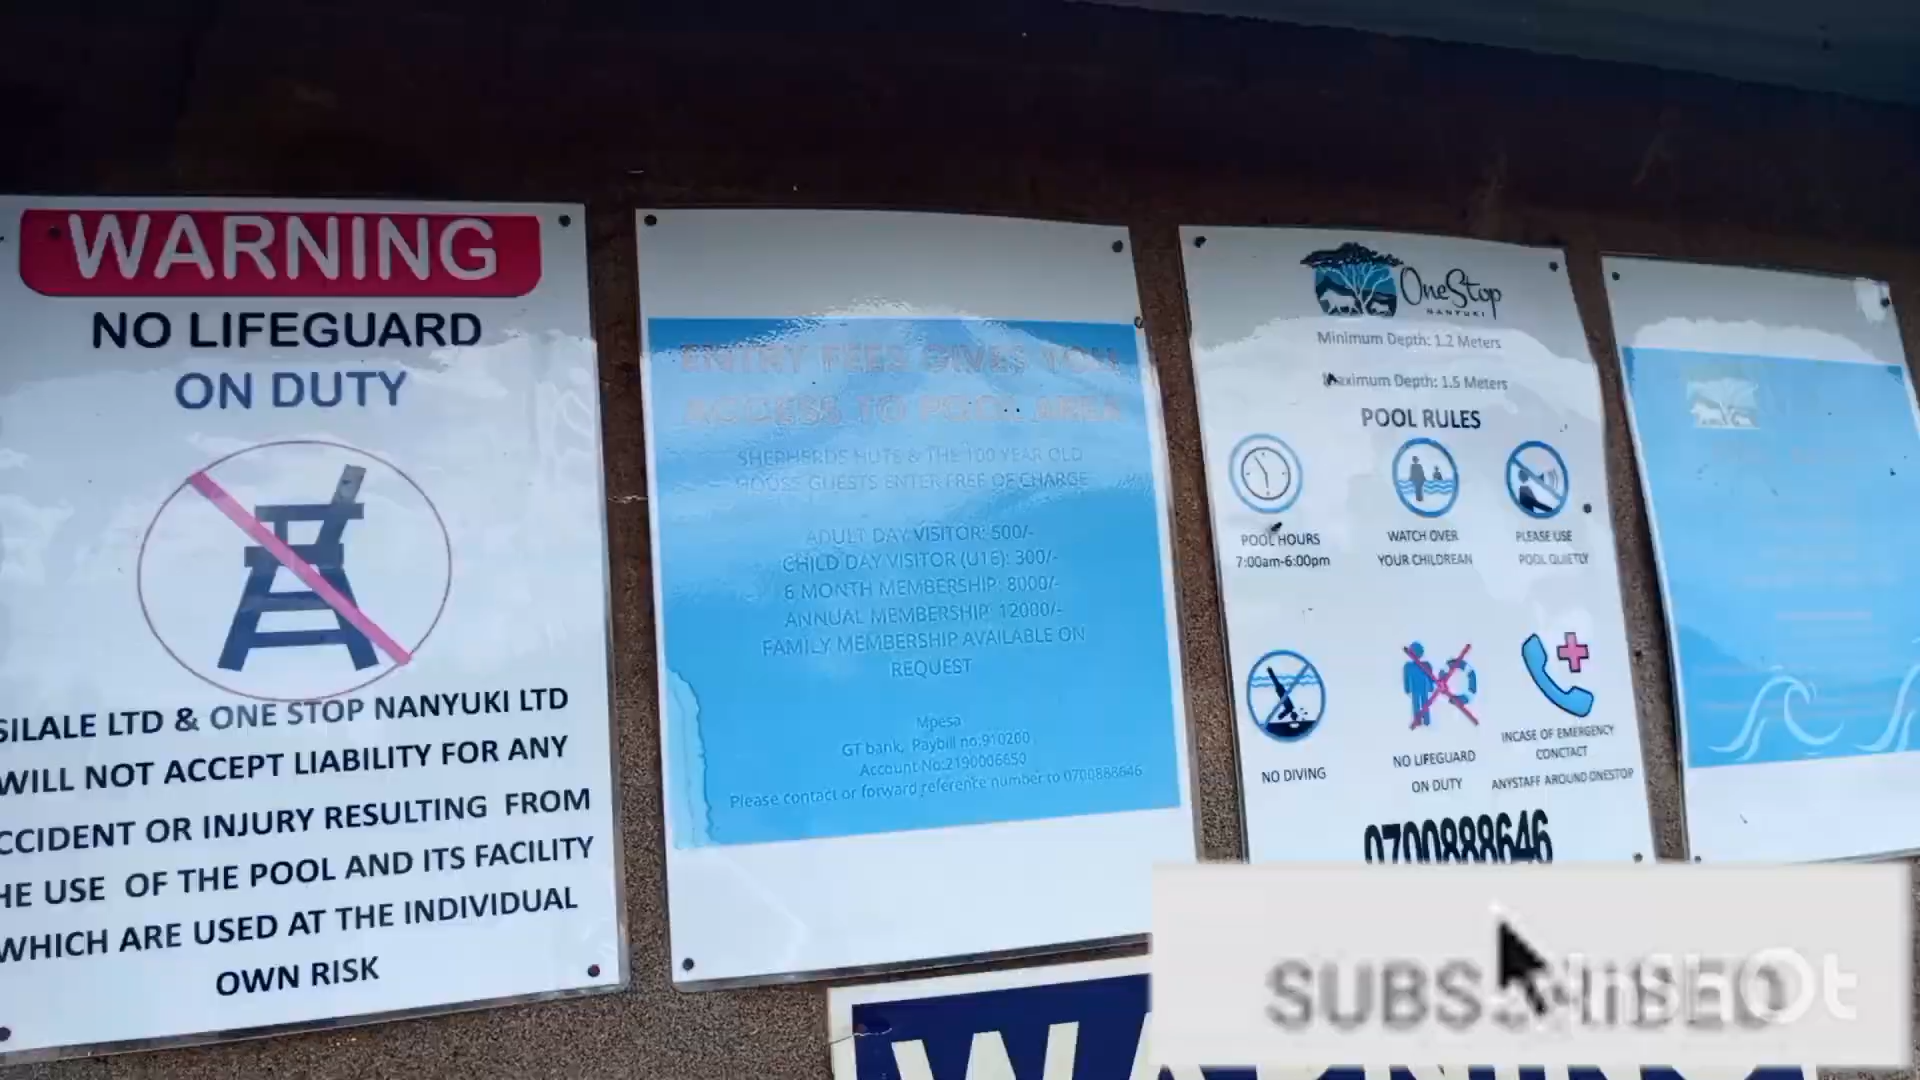 WARNING
NO LIFEGUARD
ON DUTY
SILALE LTD & ONE STOP NANYUKI LTD
WILL NOT ACCEPT LIABILITY FOR ANY
CCIDENT OR INJURY RESULTING FROM
HE USE OF THE POOL AND ITS FACILITY
WHICH ARE USED AT THE INDIVIDUAL
OWN RISK
ENTRY FEES GIVES YOU
ACCESS TO POOL AREA
SHEPHERDS HUTS & THE 100 YEAR OLD
HOUSE GUESTS ENTER FREE OF CHARGE
ADULT DAY VISITOR: 500/-
CHILD DAY VISITOR (U16): 300/-
6 MONTH MEMBERSHIP: 8000/-
ANNUAL MEMBERSHIP: 12000/-
FAMILY MEMBERSHIP AVAILABLE ON
REQUEST
Mpesa
GT bank, Paybill no:910200
Account No:2190006650
Please contact or forward reference number to 0700888646
OneStop
NANYUKI
Minimum Depth: 1.2 Meters
Maximum Depth: 1.5 Meters
POOL RULES
POOL HOURS
7:00am-6:00pm
WATCH OVER
YOUR CHILDREAN
PLEASE USE
POOL QUIETLY
NO DIVING
NO LIFEGUARD
ON DUTY
INCASE OF EMERGENCY
CONCTACT
ANYSTAFF AROUND ONESTOP
0700888646
WARNING
SUBSCRIBED
InShOt